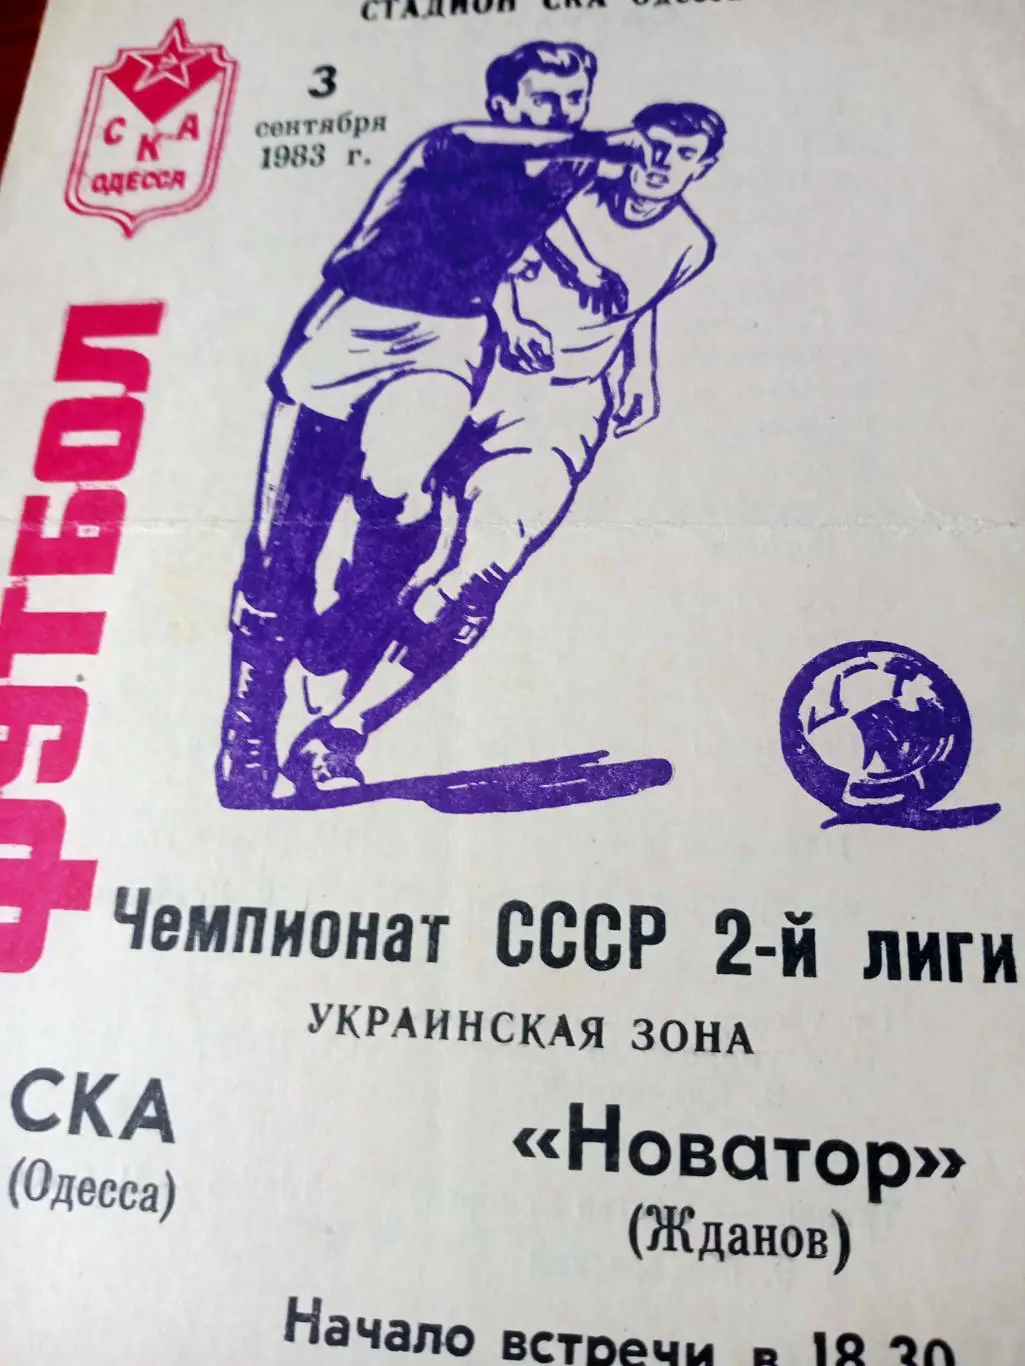 СТАДИОН СКА Одесса
С К А
ОДЕССА
3
сентября
1983 г.
ФУТБОЛ
Чемпионат СССР 2-й лиги
УКРАИНСКАЯ ЗОНА
СКА
(Одесса)
«Новатор»
(Жданов)
Начало встречи в 18.30